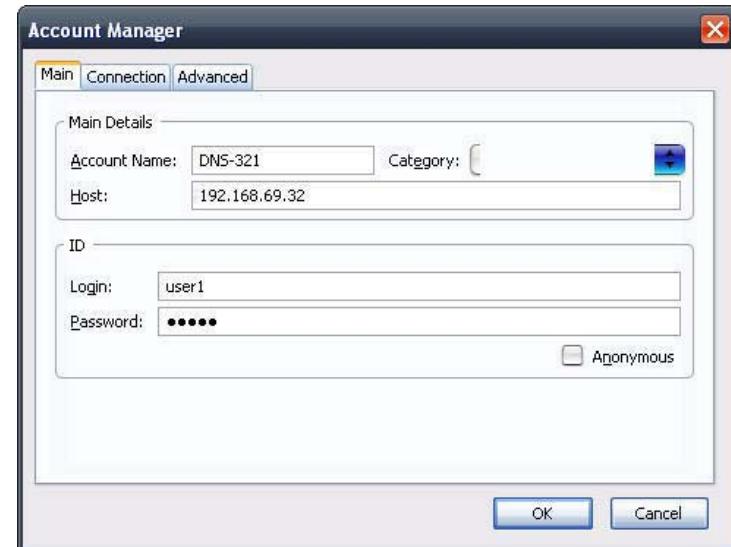 Account Manager
Main Connection Advanced
Main Details
Account Name: DNS-321 Category:
Host: 192.168.69.32
ID
Login: user1
Password: •••••
Anonymous
OK Cancel